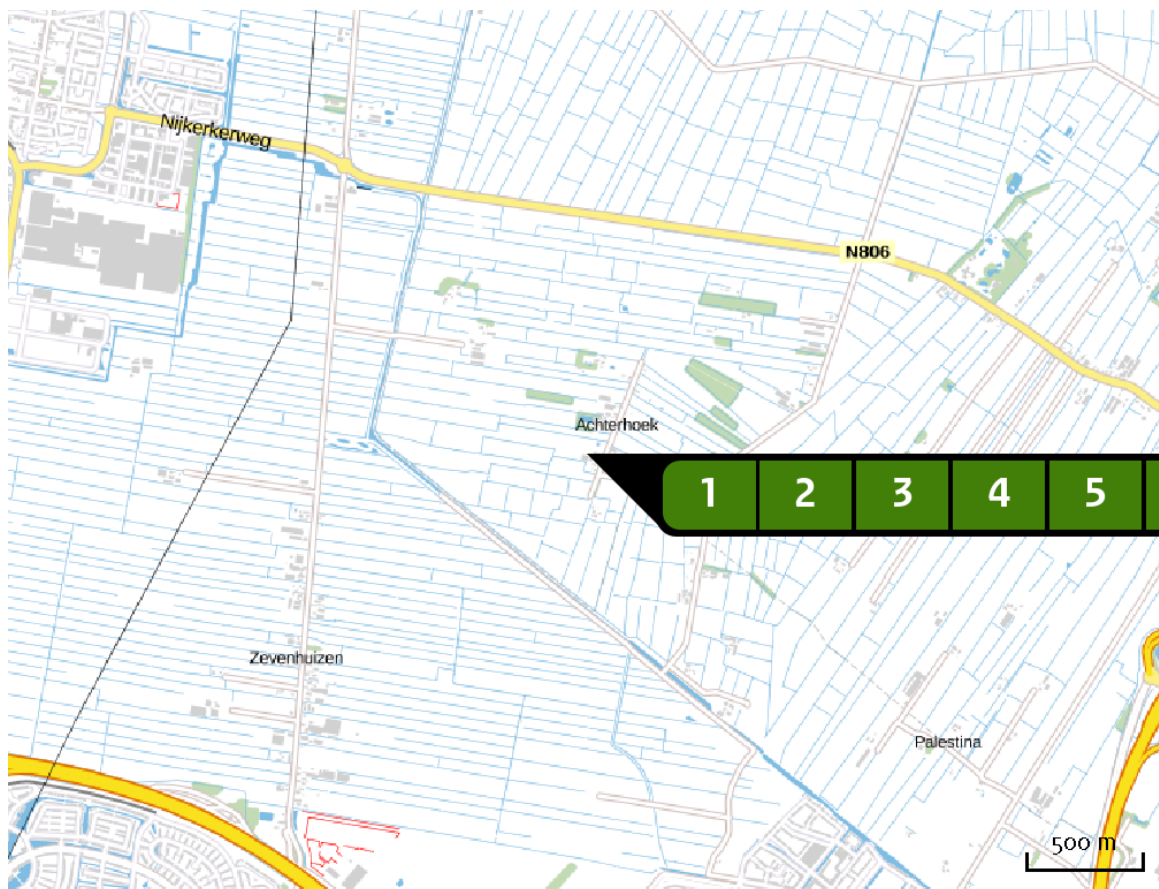 Nijkerkerweg
N806
Achterhoek
1 2 3 4 5
Zevenhuizen
Palestina
500 m